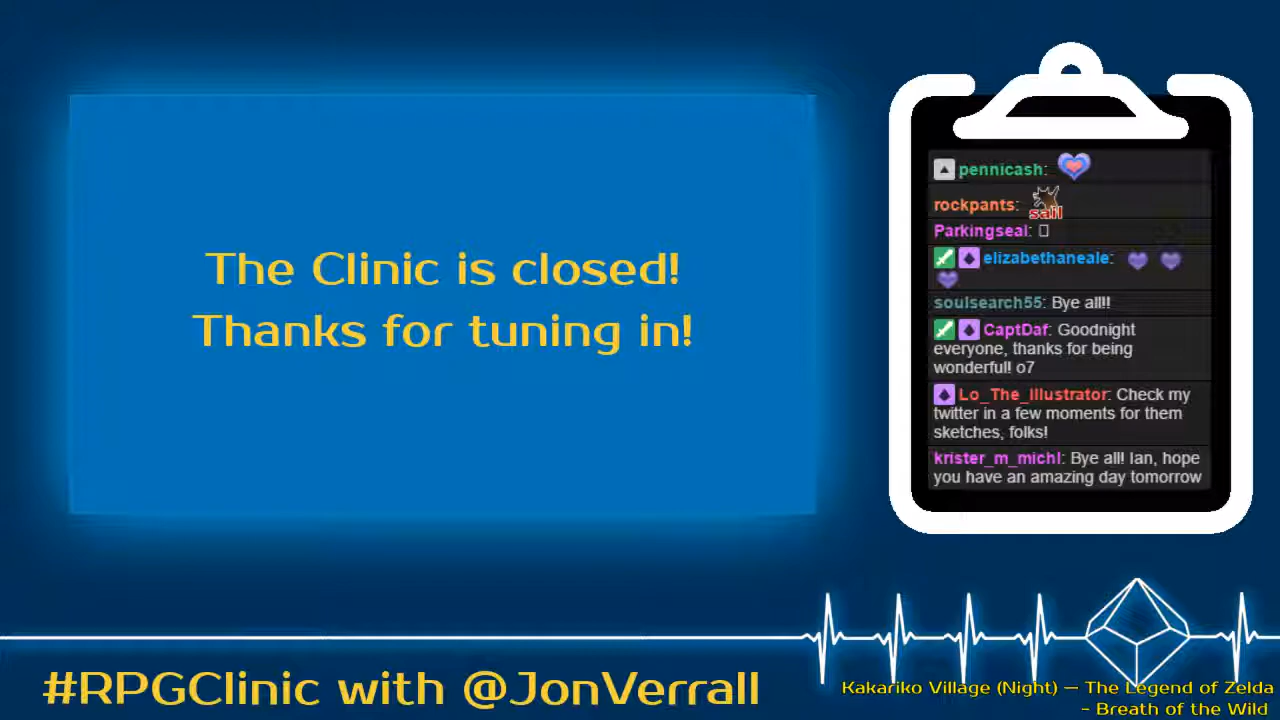 The Clinic is closed!
Thanks for tuning in!
pennicash:
rockpants:
sail
Parkingseal:
elizabethaneale:
soulsearch55: Bye all!!
CaptDaf: Goodnight
everyone, thanks for being
wonderful! o7
Lo_The_Illustrator: Check my
twitter in a few moments for them
sketches, folks!
krister_m_michl: Bye all! Ian, hope
you have an amazing day tomorrow
#RPGClinic with @JonVerrall
Kakariko Village (Night) — The Legend of Zelda
- Breath of the Wild